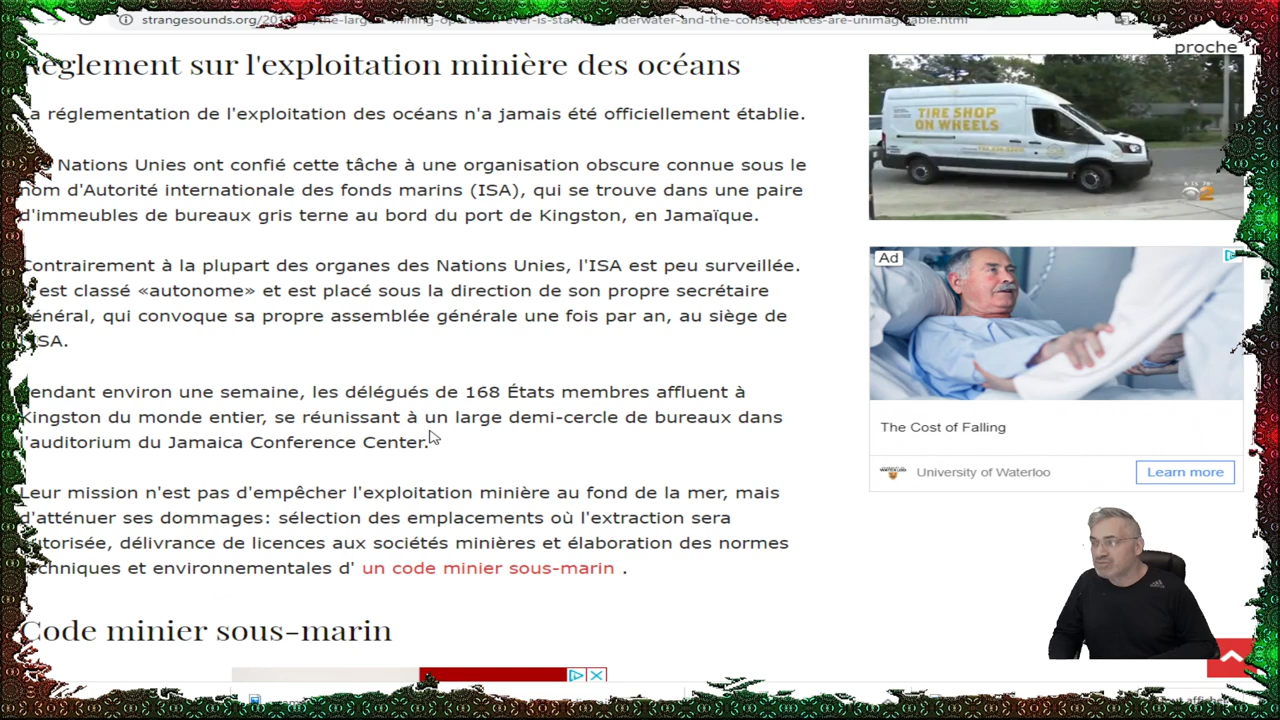 strangesounds.org/
Règlement sur l'exploitation minière des océans
La réglementation de l'exploitation des océans n'a jamais été officiellement établie.
Nations Unies ont confié cette tâche à une organisation obscure connue sous le
nom d'Autorité internationale des fonds marins (ISA), qui se trouve dans une paire
d'immeubles de bureaux gris terne au bord du port de Kingston, en Jamaïque.
Contrairement à la plupart des organes des Nations Unies, l'ISA est peu surveillée.
est classé «autonome» et est placé sous la direction de son propre secrétaire
général, qui convoque sa propre assemblée générale une fois par an, au siège de
l'ISA.
Pendant environ une semaine, les délégués de 168 États membres affluent à
Kingston du monde entier, se réunissant à un large demi-cercle de bureaux dans
l'auditorium du Jamaica Conference Center.
Leur mission n'est pas d'empêcher l'exploitation minière au fond de la mer, mais
d'atténuer ses dommages: sélection des emplacements où l'extraction sera
autorisée, délivrance de licences aux sociétés minières et élaboration des normes
techniques et environnementales d' un code minier sous-marin .
Code minier sous-marin
proche
TIRE SHOP
ON WHEELS
2
Ad
The Cost of Falling
University of Waterloo
Learn more